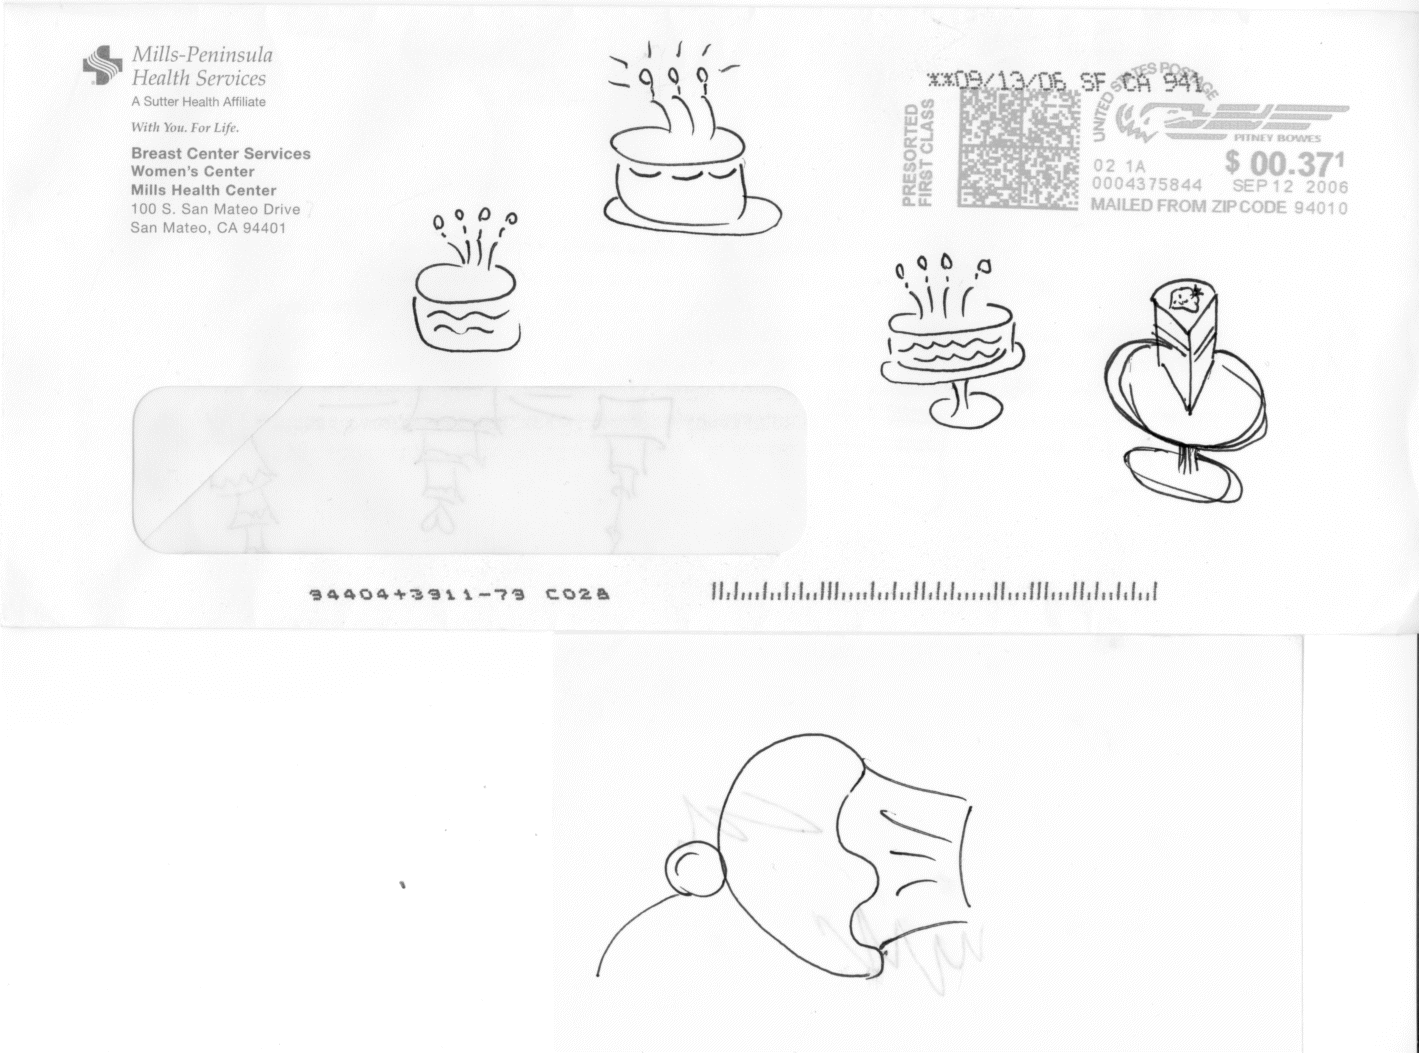 Mills-Peninsula
Health Services
A Sutter Health Affiliate
With You. For Life.
Breast Center Services
Women's Center
Mills Health Center
100 S. San Mateo Drive
San Mateo, CA 94401
**09/13/06 SF CA 941
PRESORTED
FIRST CLASS
UNITED STATES POSTAGE
PITNEY BOWES
02 1A
$ 00.371
0004375844
SEP 12 2006
MAILED FROM ZIP CODE 94010
94404+3911-79 C028